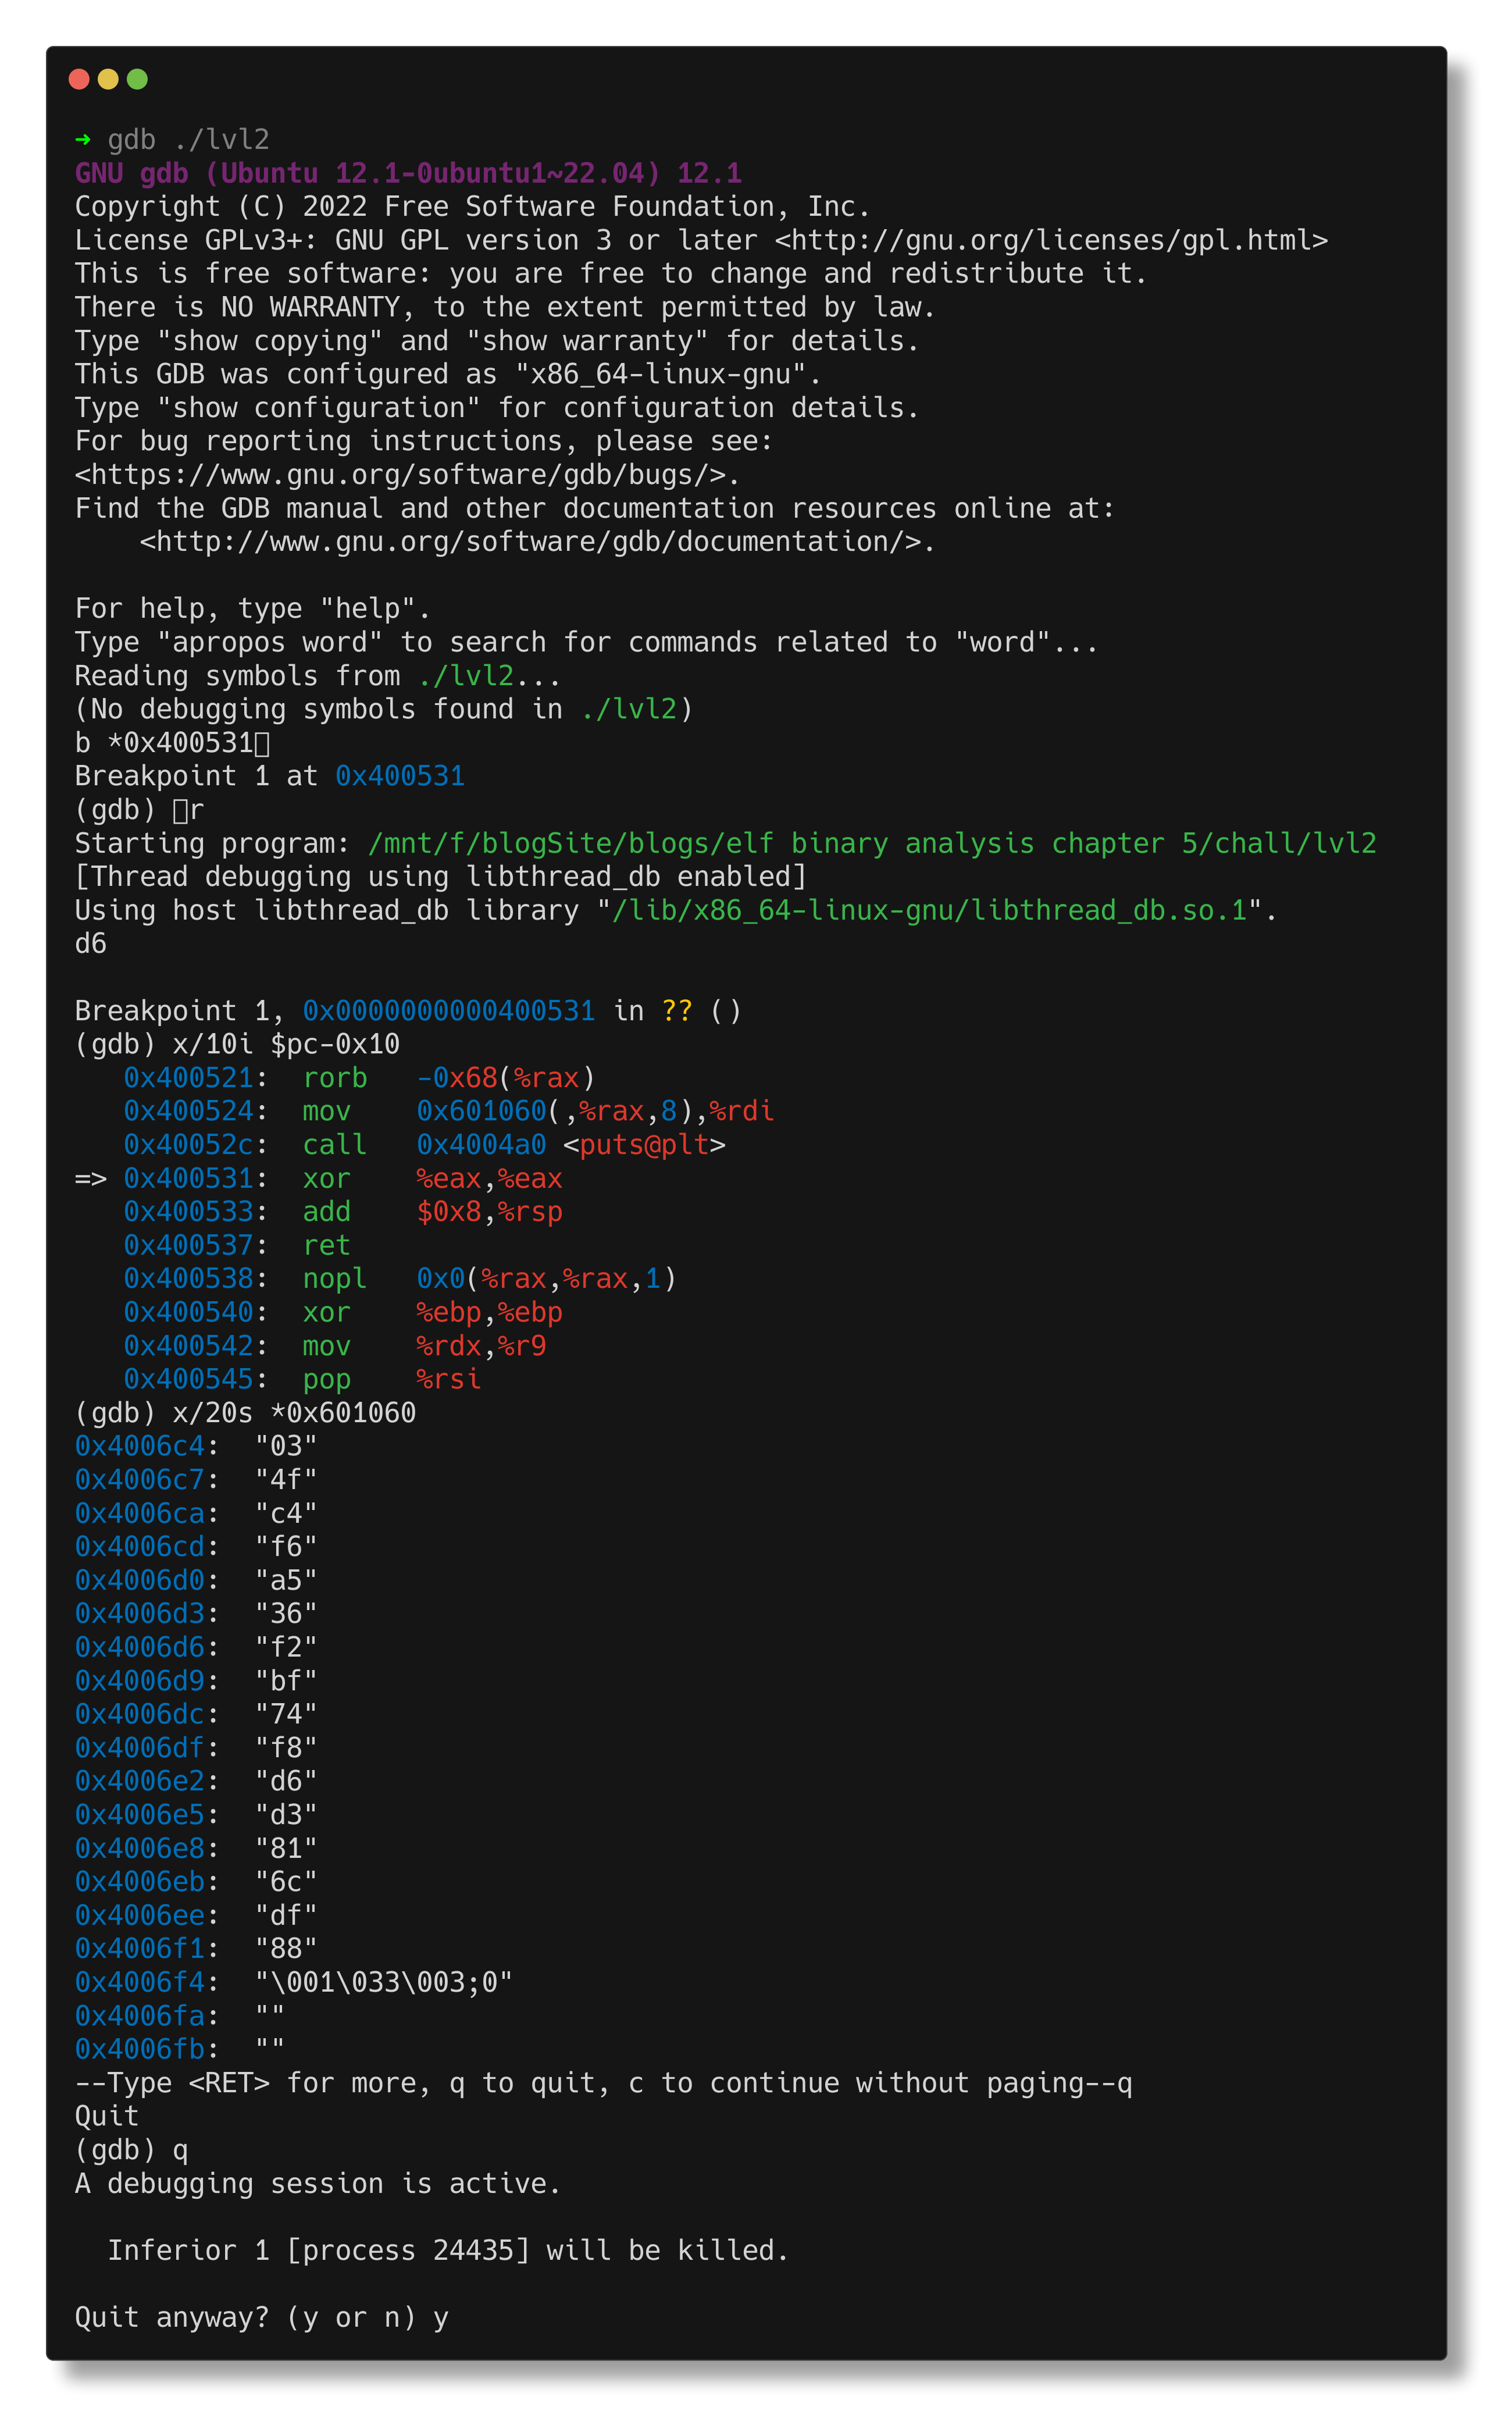 ➜ gdb ./lvl2
GNU gdb (Ubuntu 12.1-0ubuntu1~22.04) 12.1
Copyright (C) 2022 Free Software Foundation, Inc.
License GPLv3+: GNU GPL version 3 or later <http://gnu.org/licenses/gpl.html>
This is free software: you are free to change and redistribute it.
There is NO WARRANTY, to the extent permitted by law.
Type "show copying" and "show warranty" for details.
This GDB was configured as "x86_64-linux-gnu".
Type "show configuration" for configuration details.
For bug reporting instructions, please see:
<https://www.gnu.org/software/gdb/bugs/>.
Find the GDB manual and other documentation resources online at:
    <http://www.gnu.org/software/gdb/documentation/>.

For help, type "help".
Type "apropos word" to search for commands related to "word"...
Reading symbols from ./lvl2...
(No debugging symbols found in ./lvl2)
b *0x400531▯
Breakpoint 1 at 0x400531
(gdb) ▯r
Starting program: /mnt/f/blogSite/blogs/elf binary analysis chapter 5/chall/lvl2
[Thread debugging using libthread_db enabled]
Using host libthread_db library "/lib/x86_64-linux-gnu/libthread_db.so.1".
d6

Breakpoint 1, 0x0000000000400531 in ?? ()
(gdb) x/10i $pc-0x10
   0x400521:  rorb   -0x68(%rax)
   0x400524:  mov    0x601060(,%rax,8),%rdi
   0x40052c:  call   0x4004a0 <puts@plt>
=> 0x400531:  xor    %eax,%eax
   0x400533:  add    $0x8,%rsp
   0x400537:  ret
   0x400538:  nopl   0x0(%rax,%rax,1)
   0x400540:  xor    %ebp,%ebp
   0x400542:  mov    %rdx,%r9
   0x400545:  pop    %rsi
(gdb) x/20s *0x601060
0x4006c4:  "03"
0x4006c7:  "4f"
0x4006ca:  "c4"
0x4006cd:  "f6"
0x4006d0:  "a5"
0x4006d3:  "36"
0x4006d6:  "f2"
0x4006d9:  "bf"
0x4006dc:  "74"
0x4006df:  "f8"
0x4006e2:  "d6"
0x4006e5:  "d3"
0x4006e8:  "81"
0x4006eb:  "6c"
0x4006ee:  "df"
0x4006f1:  "88"
0x4006f4:  "\001\033\003;0"
0x4006fa:  ""
0x4006fb:  ""
--Type <RET> for more, q to quit, c to continue without paging--q
Quit
(gdb) q
A debugging session is active.

  Inferior 1 [process 24435] will be killed.

Quit anyway? (y or n) y